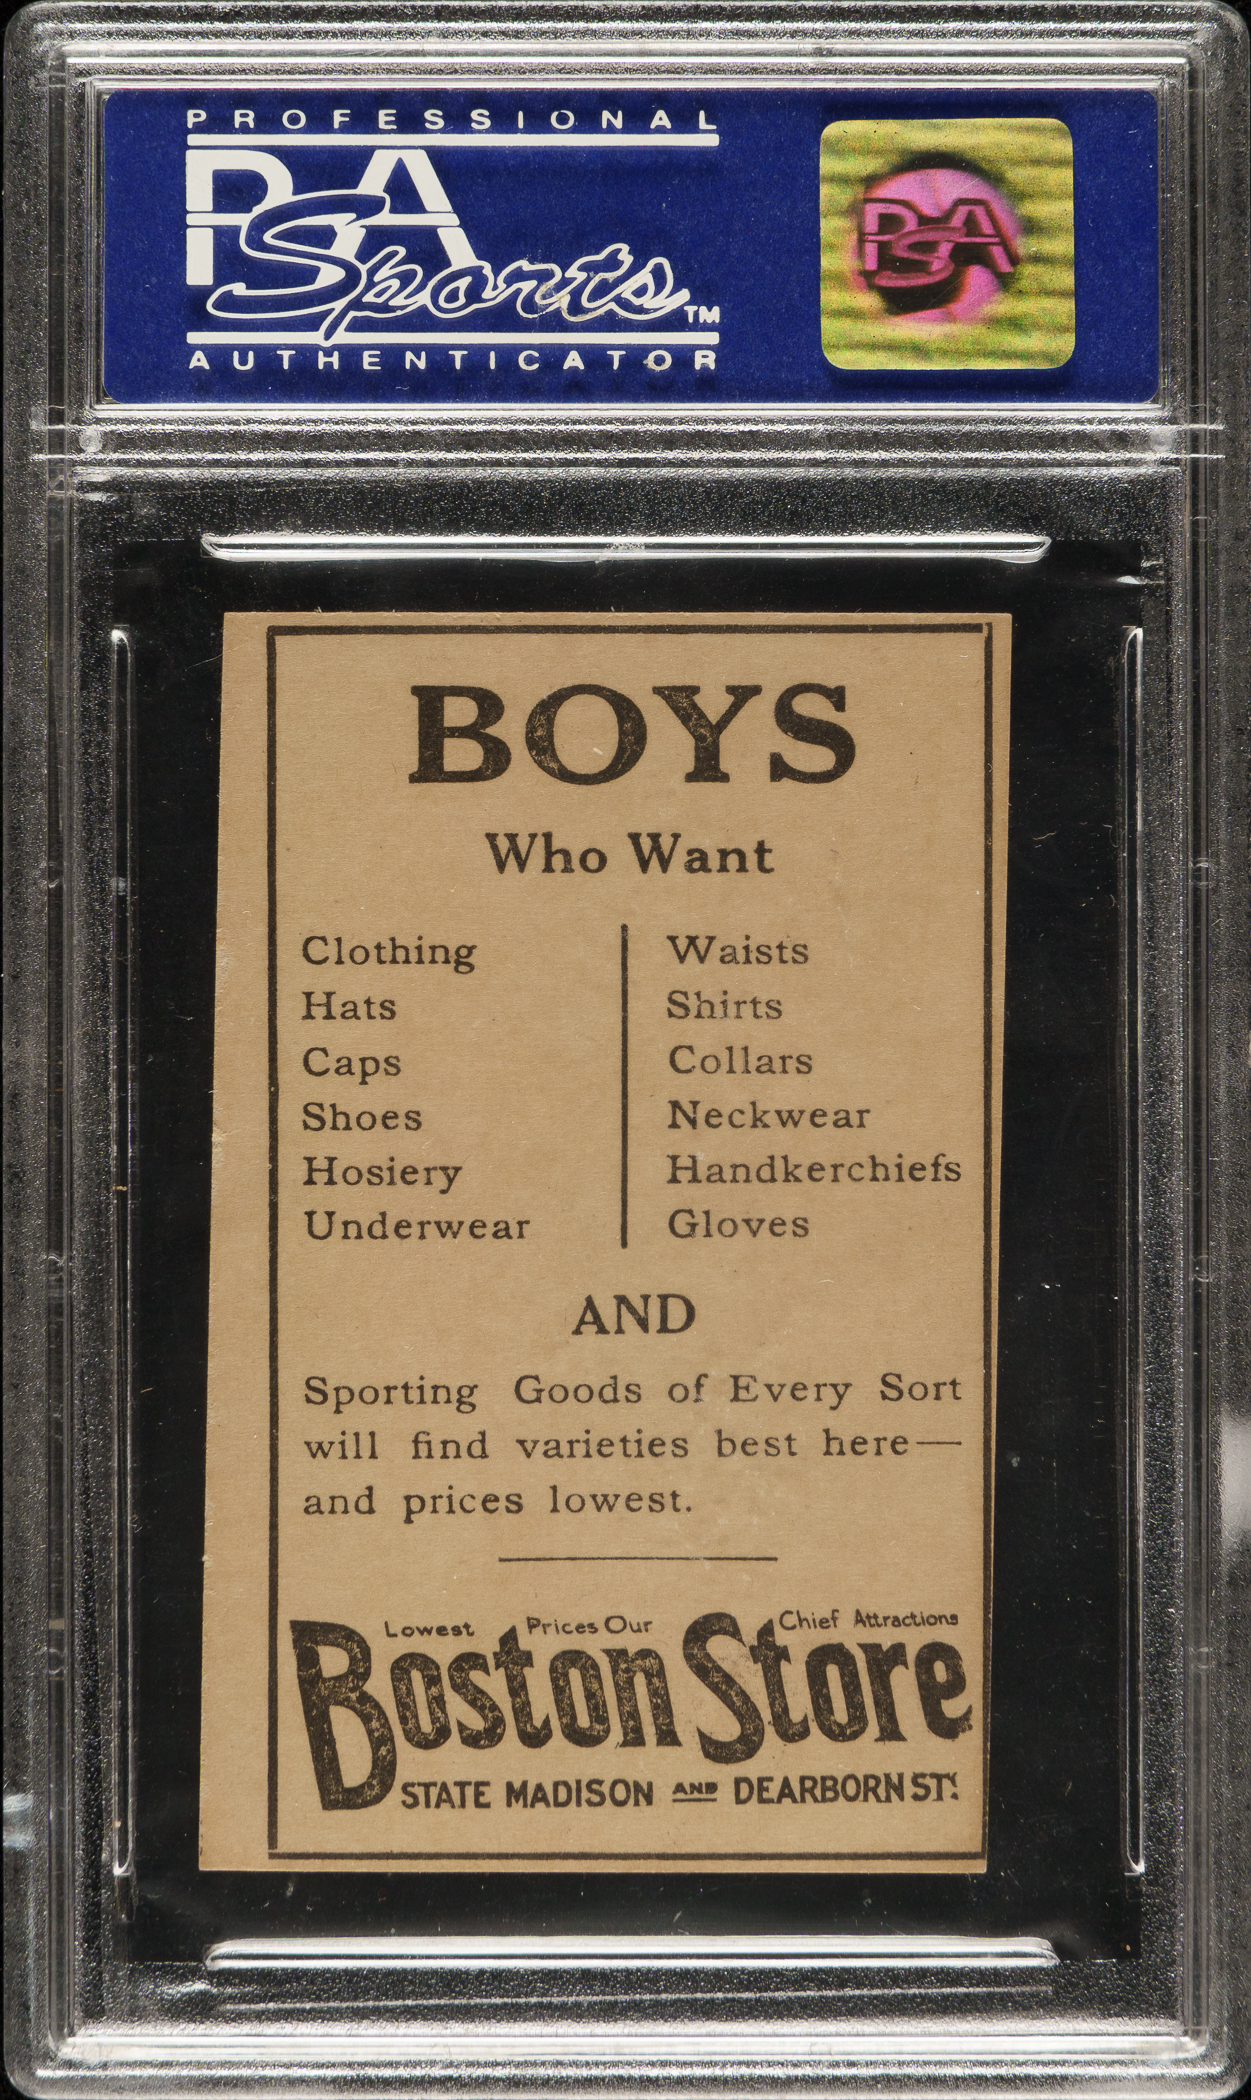 PROFESSIONAL
PSA
Sports™
AUTHENTICATOR
PSA
BOYS
Who Want
Clothing
Hats
Caps
Shoes
Hosiery
Underwear
Waists
Shirts
Collars
Neckwear
Handkerchiefs
Gloves
AND
Sporting Goods of Every Sort
will find varieties best here—
and prices lowest.
Lowest Prices Our Chief Attractions
Boston Store
STATE MADISON AND DEARBORN STS.